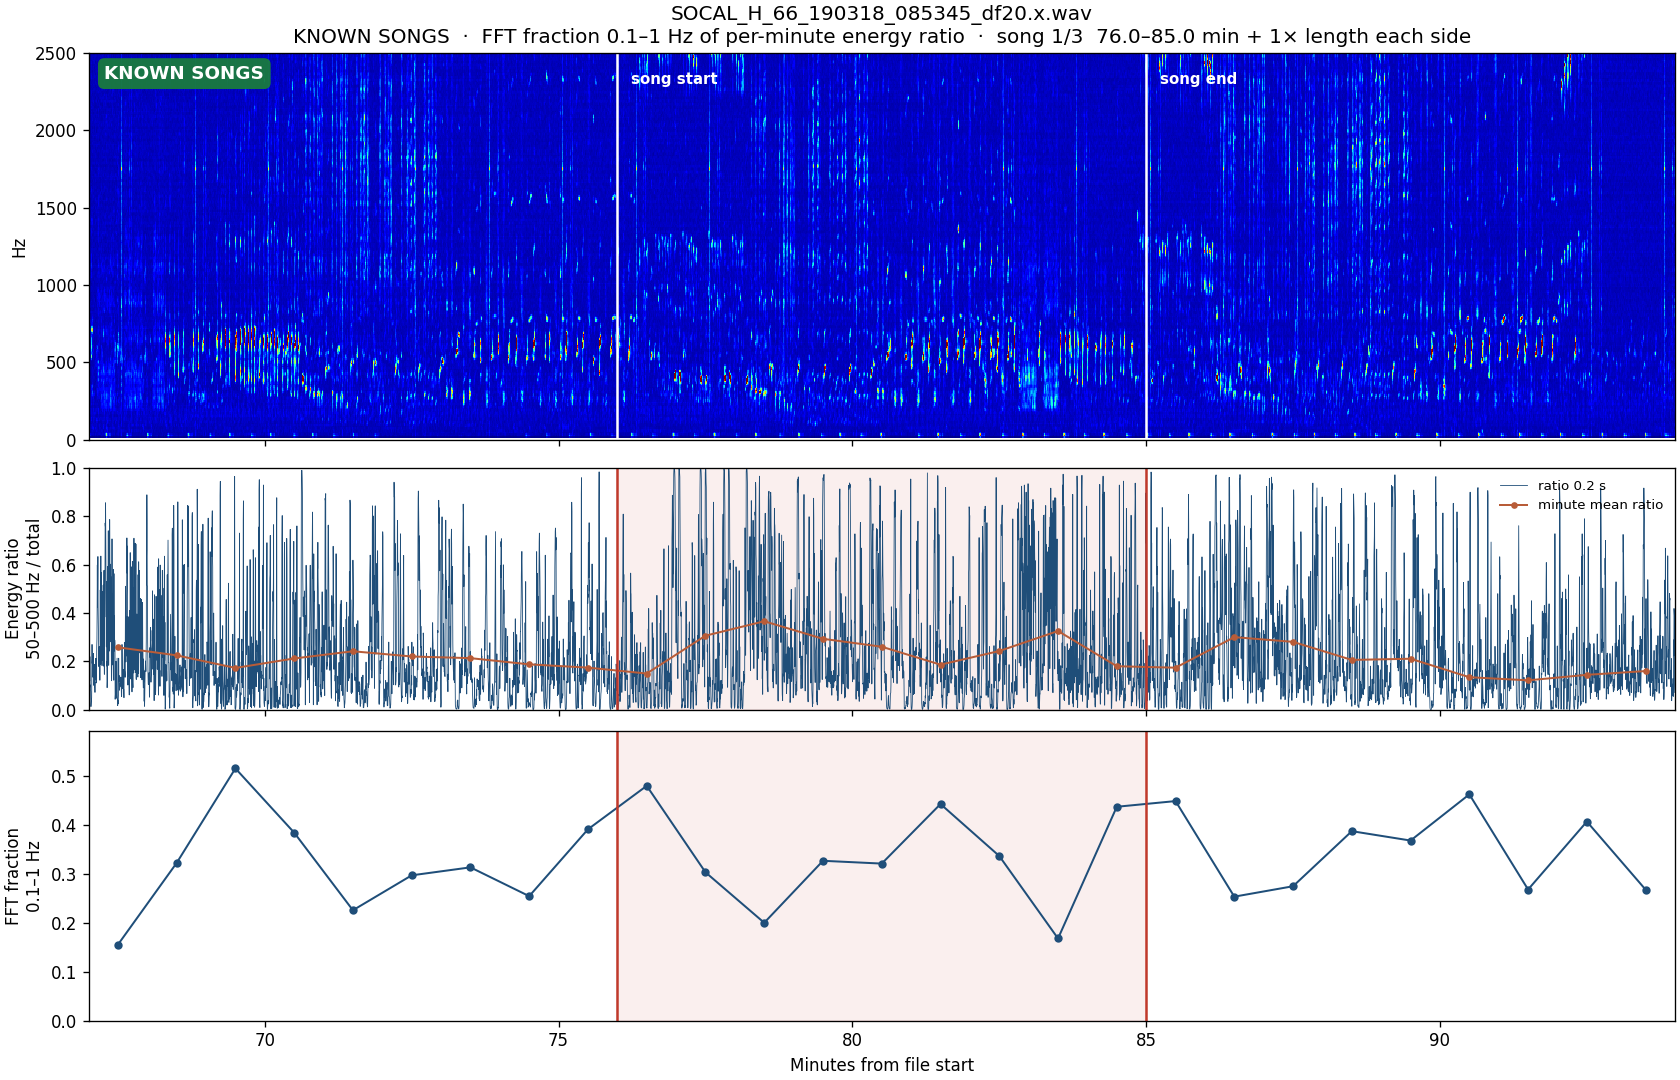 SOCAL_H_66_190318_085345_df20.x.wav
KNOWN SONGS · FFT fraction 0.1–1 Hz of per-minute energy ratio · song 1/3 76.0–85.0 min + 1× length each side
KNOWN SONGS
song start
song end
2500
2000
1500
1000
500
0
Hz
1.0
0.8
0.6
0.4
0.2
0.0
Energy ratio
50–500 Hz / total
ratio 0.2 s
minute mean ratio
0.5
0.4
0.3
0.2
0.1
0.0
FFT fraction
0.1–1 Hz
70
75
80
85
90
Minutes from file start